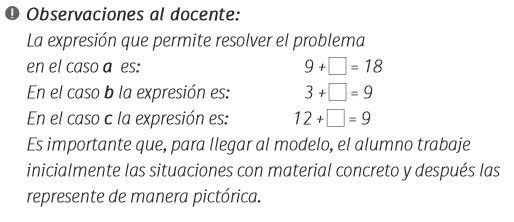 Observaciones al docente:
La expresión que permite resolver el problema
en el caso a es: 9 + □ = 18
En el caso b la expresión es: 3 + □ = 9
En el caso c la expresión es: 12 + □ = 9
Es importante que, para llegar al modelo, el alumno trabaje
inicialmente las situaciones con material concreto y después las
represente de manera pictórica.